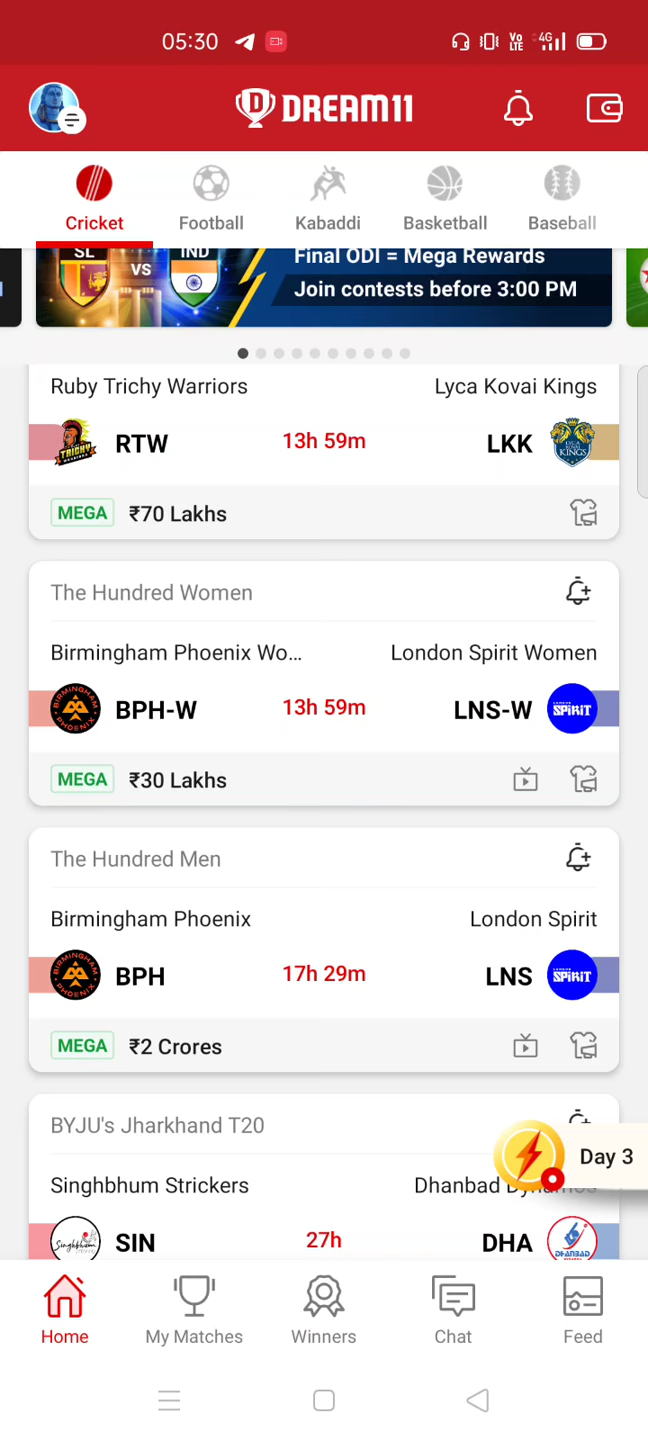 05:30
Vo LTE 4G
DREAM11
Cricket Football Kabaddi Basketball Baseball
SL VS IND
Final ODI = Mega Rewards
Join contests before 3:00 PM
Ruby Trichy Warriors Lyca Kovai Kings
RTW 13h 59m LKK
MEGA ₹70 Lakhs
The Hundred Women
Birmingham Phoenix Wo... London Spirit Women
BPH-W 13h 59m LNS-W
MEGA ₹30 Lakhs
The Hundred Men
Birmingham Phoenix London Spirit
BPH 17h 29m LNS
MEGA ₹2 Crores
BYJU's Jharkhand T20
Day 3
Singhbhum Strickers Dhanbad
SIN 27h DHA
Home My Matches Winners Chat Feed